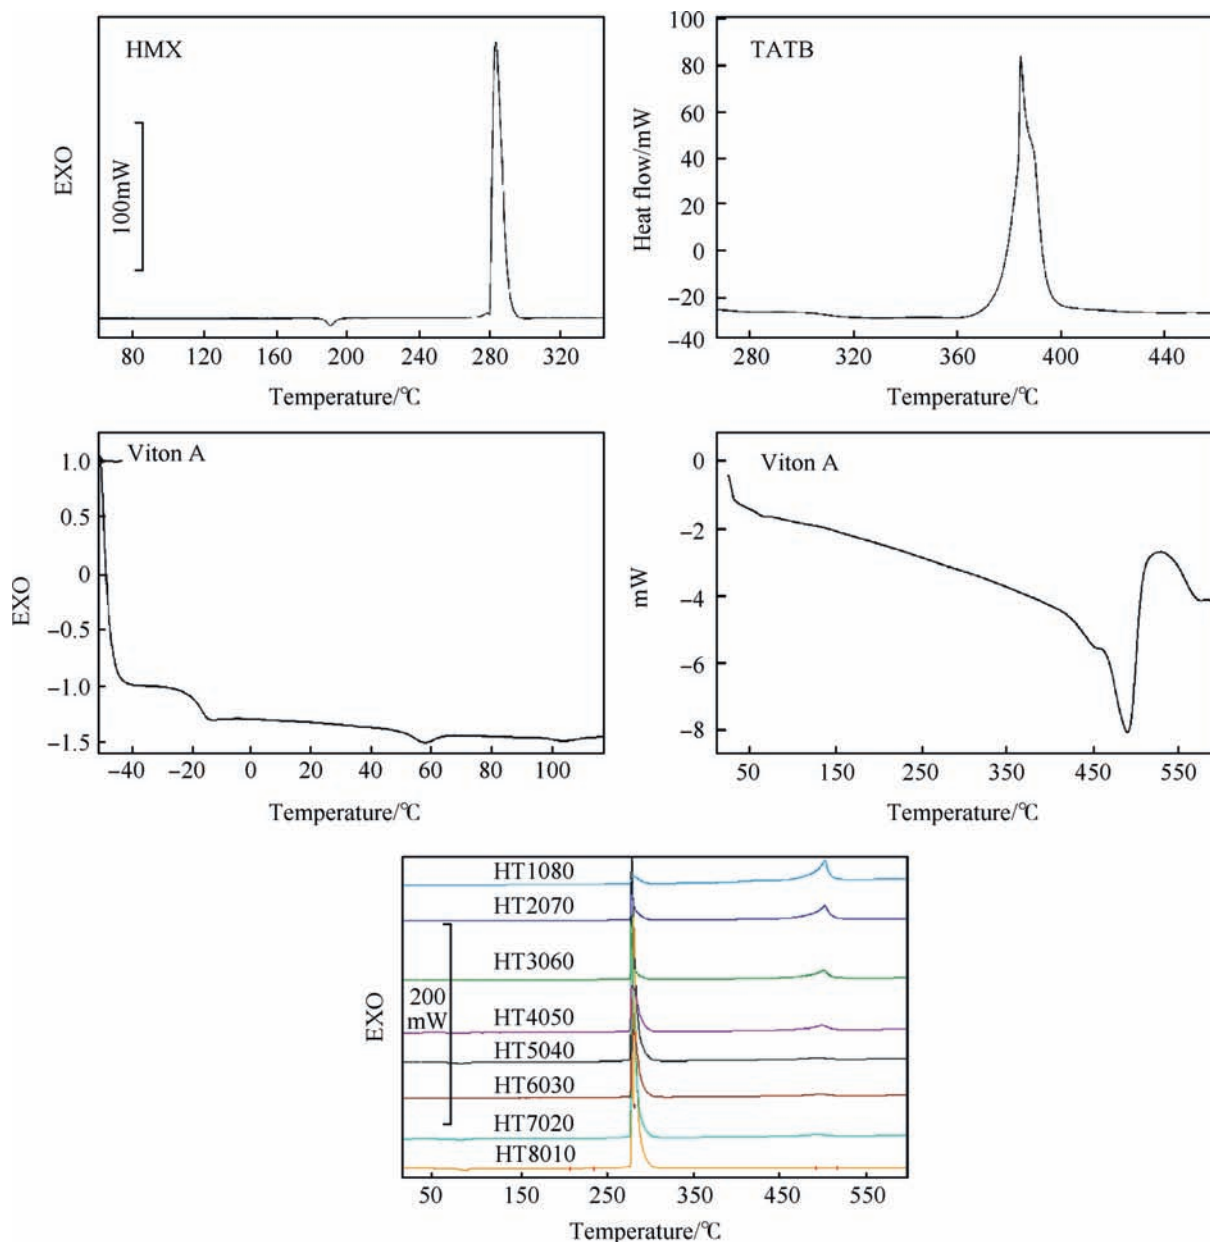 HMX
EXO
100mW
80 120 160 200 240 280 320
Temperature/℃
TATB
Heat flow/mW
100
80
60
40
20
0
−20
−40
280 320 360 400 440
Temperature/℃
Viton A
EXO
1.0
0.5
0
−0.5
−1.0
−1.5
−40 −20 0 20 40 60 80 100
Temperature/℃
Viton A
mW
0
−2
−4
−6
−8
50 150 250 350 450 550
Temperature/℃
EXO
200
mW
HT1080
HT2070
HT3060
HT4050
HT5040
HT6030
HT7020
HT8010
50 150 250 350 450 550
Temperature/℃